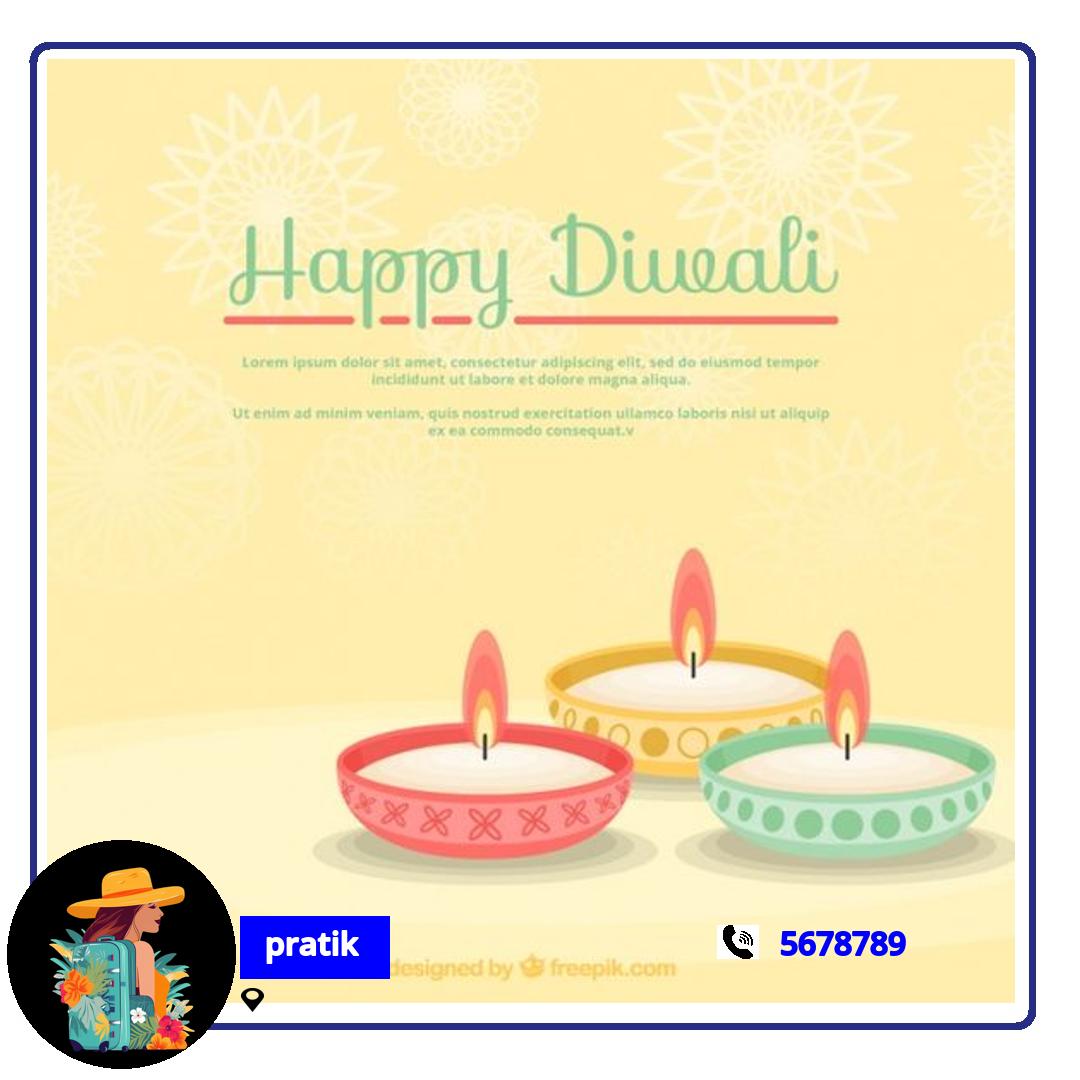 Happy Diwali
Lorem ipsum dolor sit amet, consectetur adipiscing elit, sed do eiusmod tempor
incididunt ut labore et dolore magna aliqua.
Ut enim ad minim veniam, quis nostrud exercitation ullamco laboris nisi ut aliquip
ex ea commodo consequat.v
pratik
5678789
designed by freepik.com